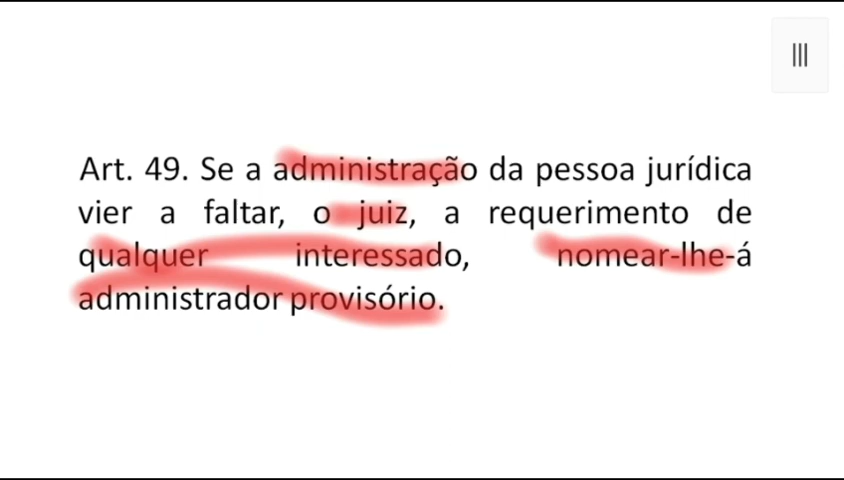 Art. 49. Se a administração da pessoa jurídica
vier a faltar, o juiz, a requerimento de
qualquer interessado, nomear-lhe-á
administrador provisório.